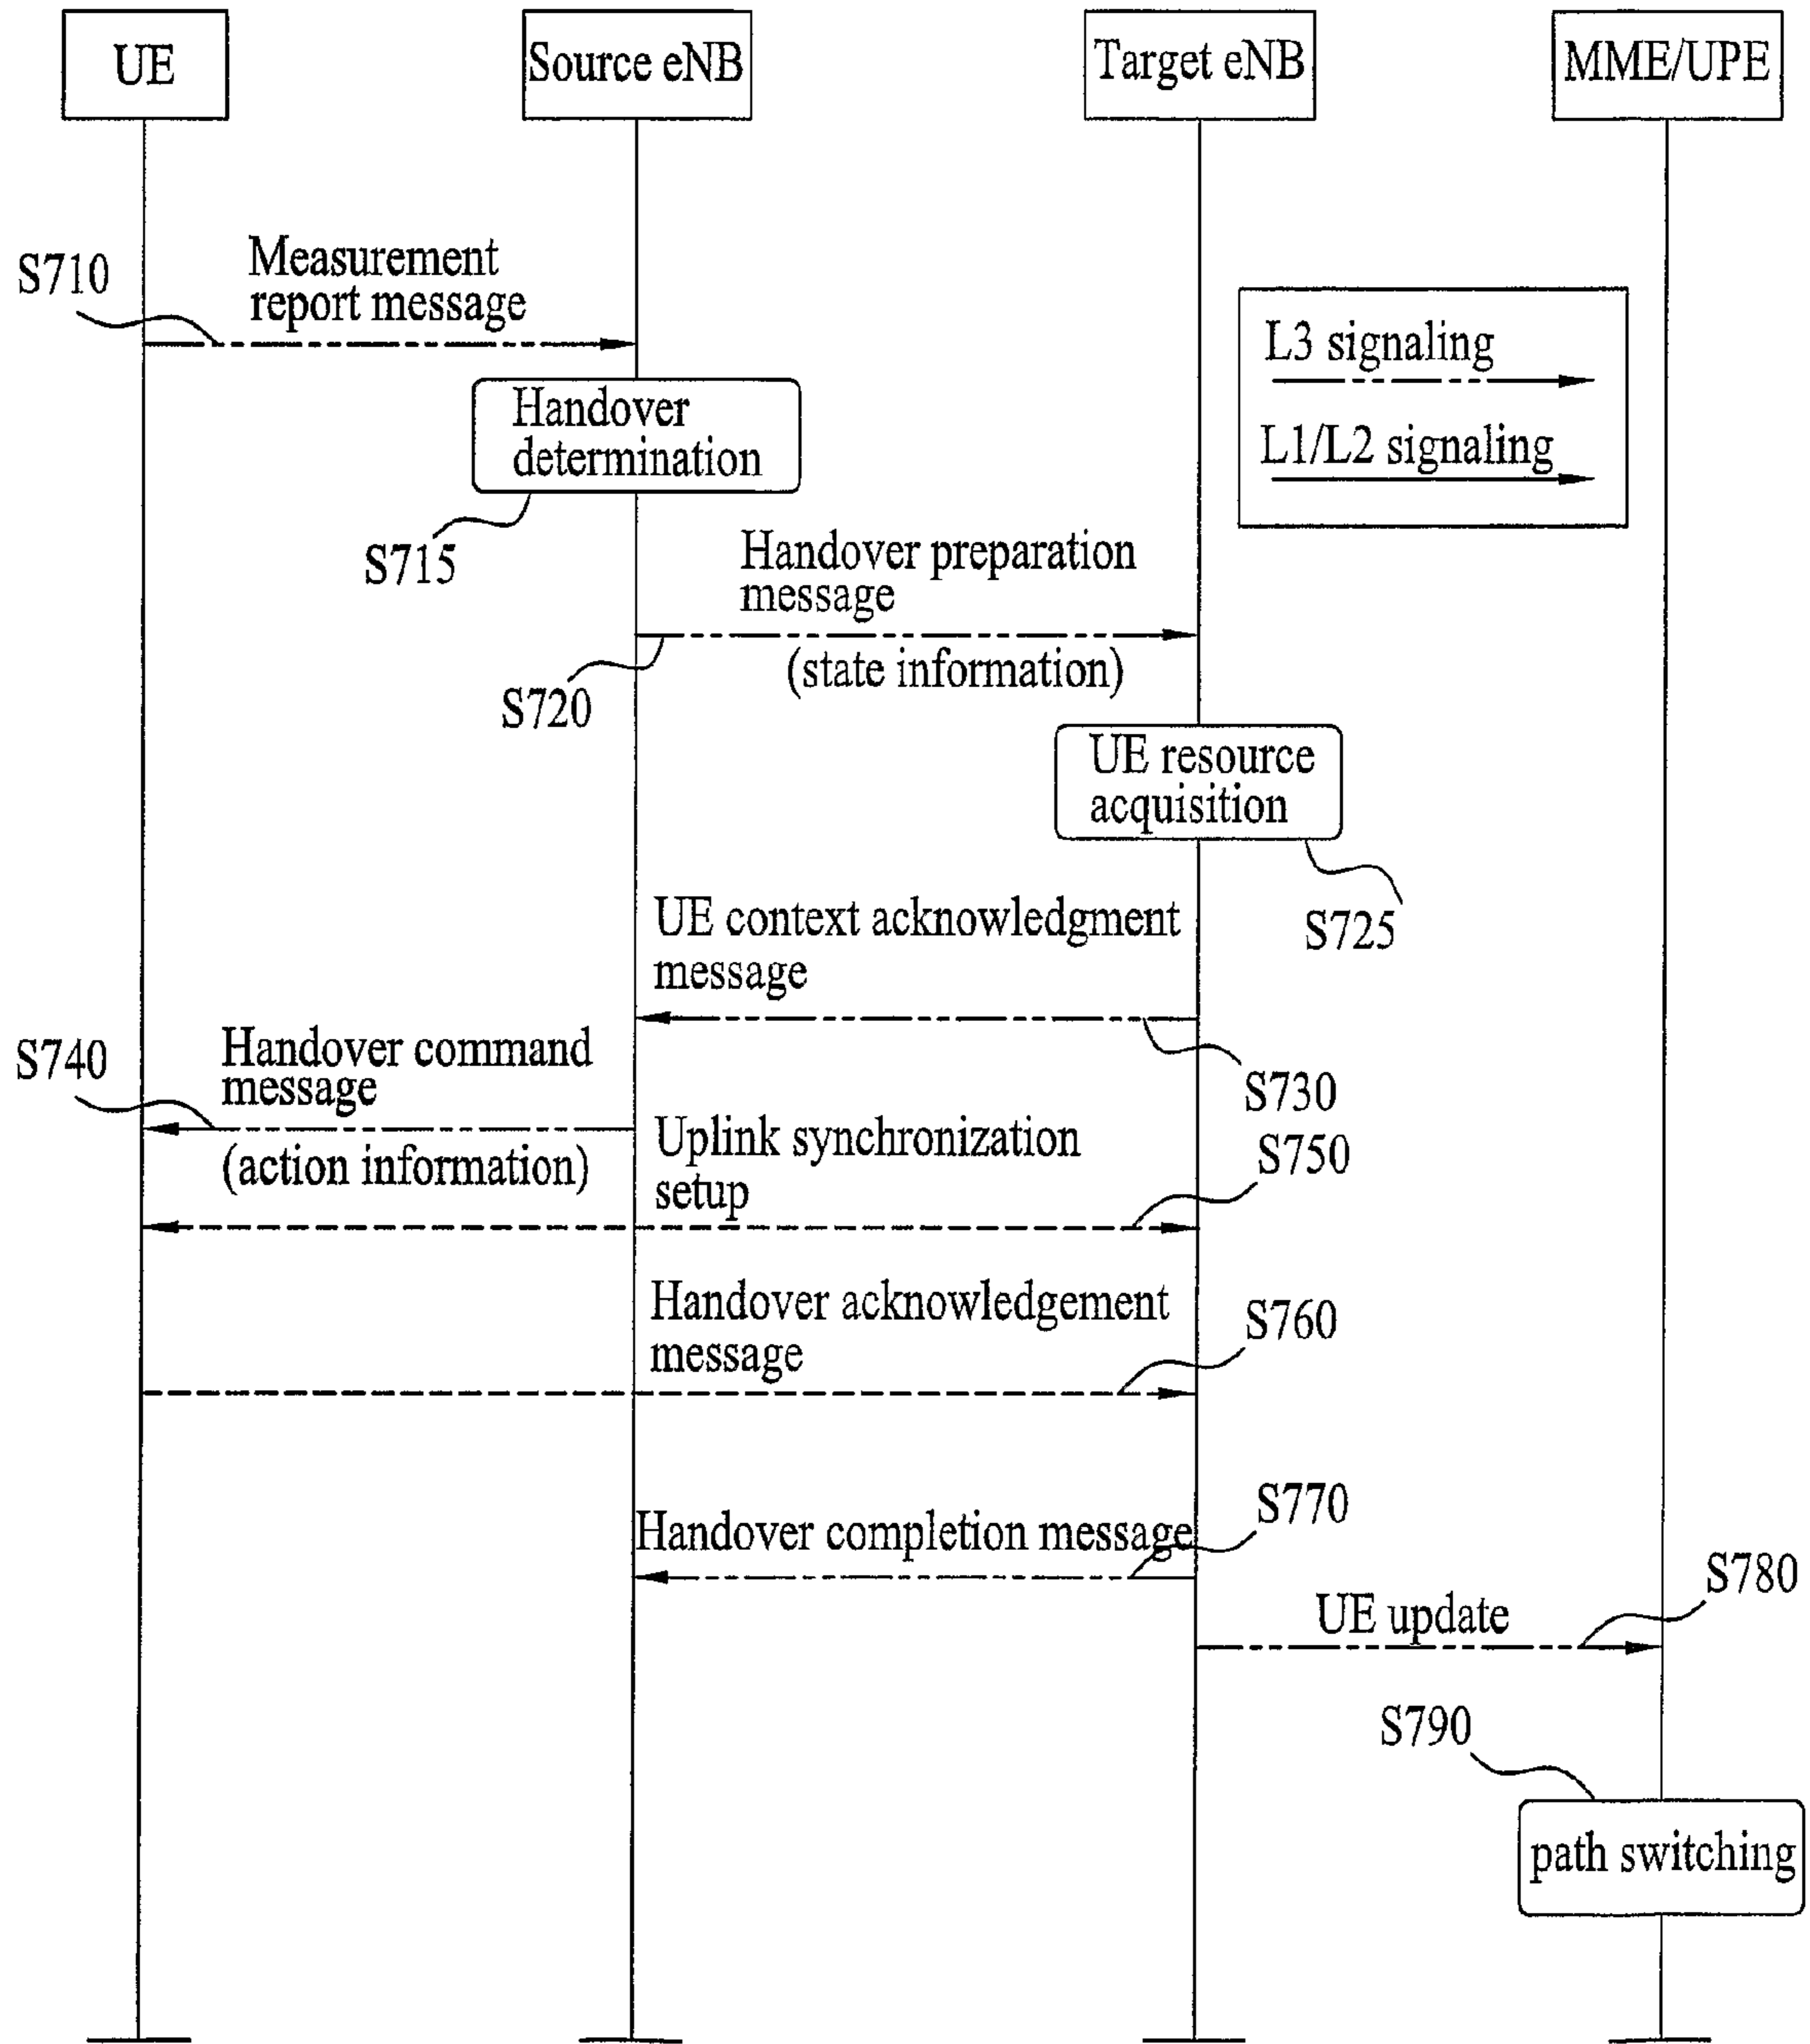 UE
Source eNB
Target eNB
MME/UPE
S710
Measurement
report message
L3 signaling
L1/L2 signaling
Handover
determination
S715
Handover preparation
message
(state information)
S720
UE resource
acquisition
S725
UE context acknowledgment
message
S730
S740
Handover command
message
(action information)
Uplink synchronization
setup
S750
Handover acknowledgement
message
S760
Handover completion message
S770
UE update
S780
S790
path switching